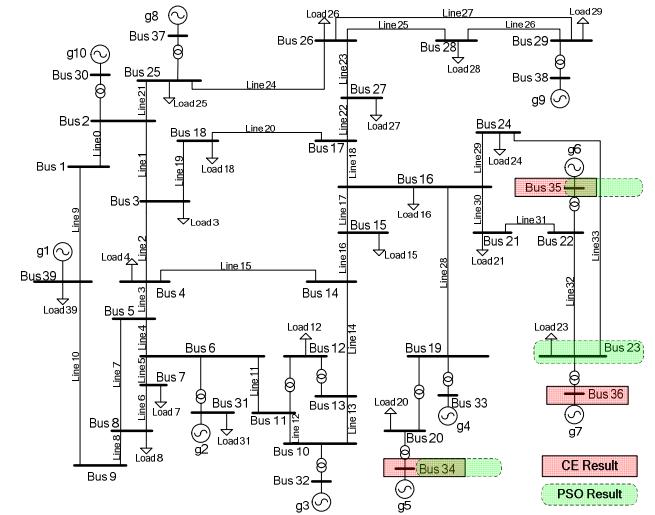 g8
Load26
Line27
Load29
Bus 37
Line25
Line26
g10
Bus 26
Bus 28
Bus 29
Bus 30
Bus 25
Line23
Load28
Bus 38
Line24
Bus 27
g9
Line21
Load25
Line22
Load27
Bus 2
Line0
Bus 18
Line20
Bus 24
Bus 17
Line29
Load24
g6
Bus 1
Line1
Line19
Load18
Line18
Bus 16
Bus 35
Line9
Bus 3
Line17
Load16
Line30
Line31
Load3
Bus 15
Bus 21
Bus 22
Line33
g1
Line2
Line16
Load15
Load21
Load4
Line15
Line28
Bus39
Bus 4
Bus 14
Line32
Load39
Line3
Bus 5
Load12
Load23
Line4
Line14
Bus 6
Bus 12
Bus 19
Bus 23
Line10
Line7
Line5
Bus 7
Line11
Bus 31
Bus 13
Load20
Bus 33
Bus 36
Line6
Load7
Bus 11
Line12
Line13
g4
g7
Bus 8
Load31
Bus 20
Line8
Load8
g2
Bus 10
CE Result
Bus 9
Bus 32
Bus 34
PSO Result
g3
g5